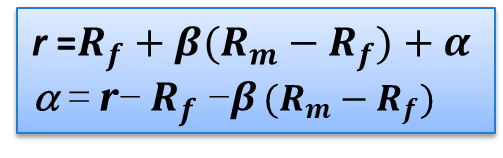 r =R_f + β(R_m − R_f) + α
α = r− R_f −β (R_m − R_f)